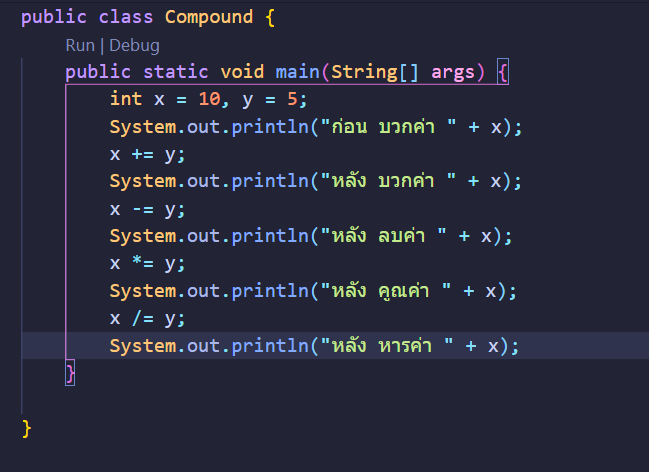 public class Compound {
Run | Debug
public static void main(String[] args) {
int x = 10, y = 5;
System.out.println("ก่อน บวกค่า " + x);
x += y;
System.out.println("หลัง บวกค่า " + x);
x -= y;
System.out.println("หลัง ลบค่า " + x);
x *= y;
System.out.println("หลัง คูณค่า " + x);
x /= y;
System.out.println("หลัง หารค่า " + x);
}
}